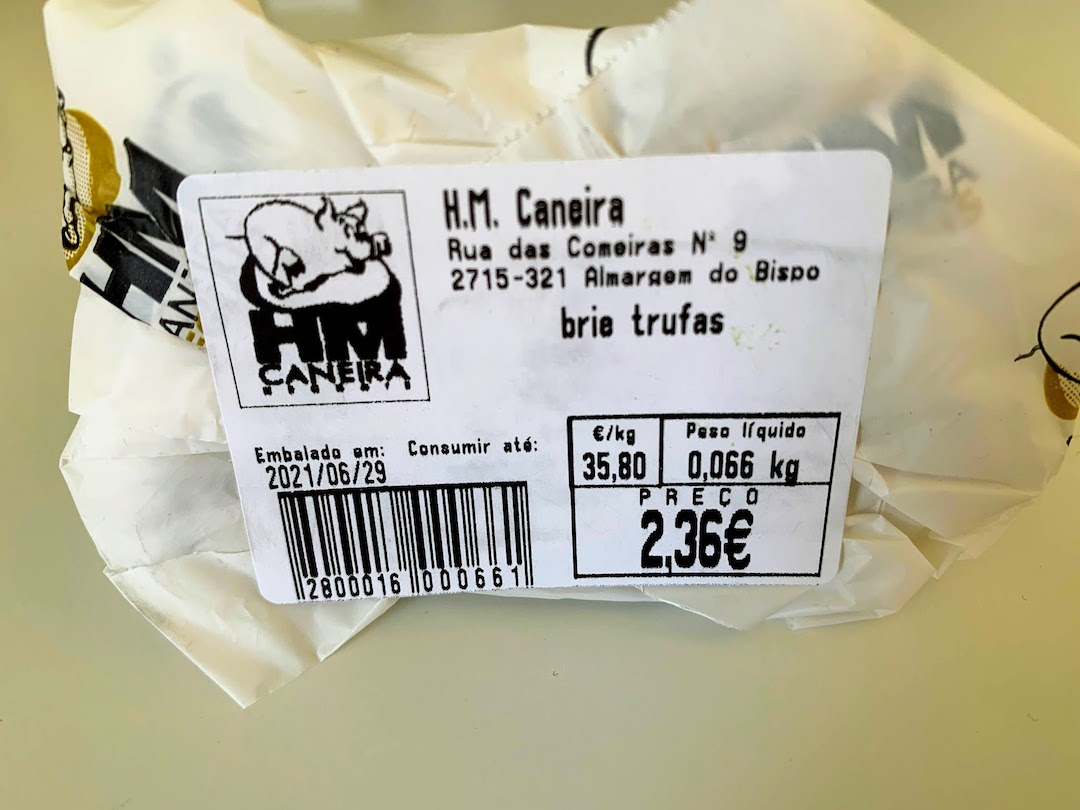 HM
CANEIRA
H.M. Caneira
Rua das Comeiras Nº 9
2715-321 Almargem do Bispo
brie trufas
Embalado em:
Consumir até:
2021/06/29
€/kg
Peso líquido
35,80
0,066 kg
PREÇO
2,36€
2800016 000661
HM